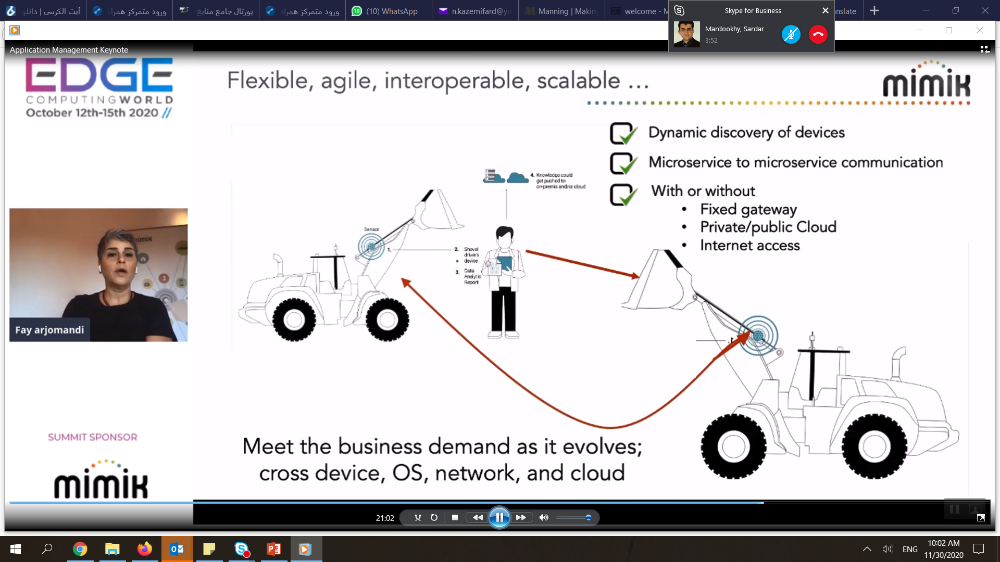 آیت الکرسی | دانلو
ورود متمرکز همراه
پورتال جامع منابع
ورود متمرکز همراه
(10) WhatsApp
n.kazemifard@ya
Manning | Makin
welcome - M
anslate
Skype for Business
Mardookhy, Sardar
3:52
Application Management Keynote
EDGE
COMPUTINGWORLD
October 12th-15th 2020 //
Flexible, agile, interoperable, scalable ...
mimik
Dynamic discovery of devices
Microservice to microservice communication
With or without
• Fixed gateway
• Private/public Cloud
• Internet access
4. Knowledge could
get pushed to
on-premis and/or cloud
Sensor
1.
2. Shovel
driver's
+ device
3. Data
Analytic
Report
1.
mimik
Fay arjomandi
Meet the business demand as it evolves;
cross device, OS, network, and cloud
SUMMIT SPONSOR
mimik
21:02
10
ENG
10:02 AM
11/30/2020